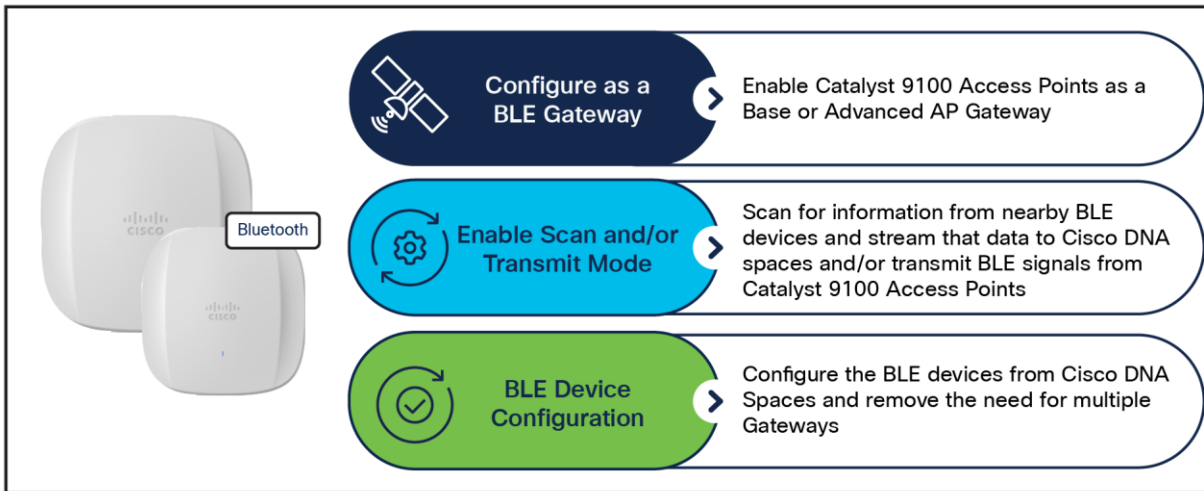 Configure as a
BLE Gateway
Enable Catalyst 9100 Access Points as a
Base or Advanced AP Gateway
CISCO
Bluetooth
CISCO
Enable Scan and/or
Transmit Mode
Scan for information from nearby BLE
devices and stream that data to Cisco DNA
spaces and/or transmit BLE signals from
Catalyst 9100 Access Points
BLE Device
Configuration
Configure the BLE devices from Cisco DNA
Spaces and remove the need for multiple
Gateways